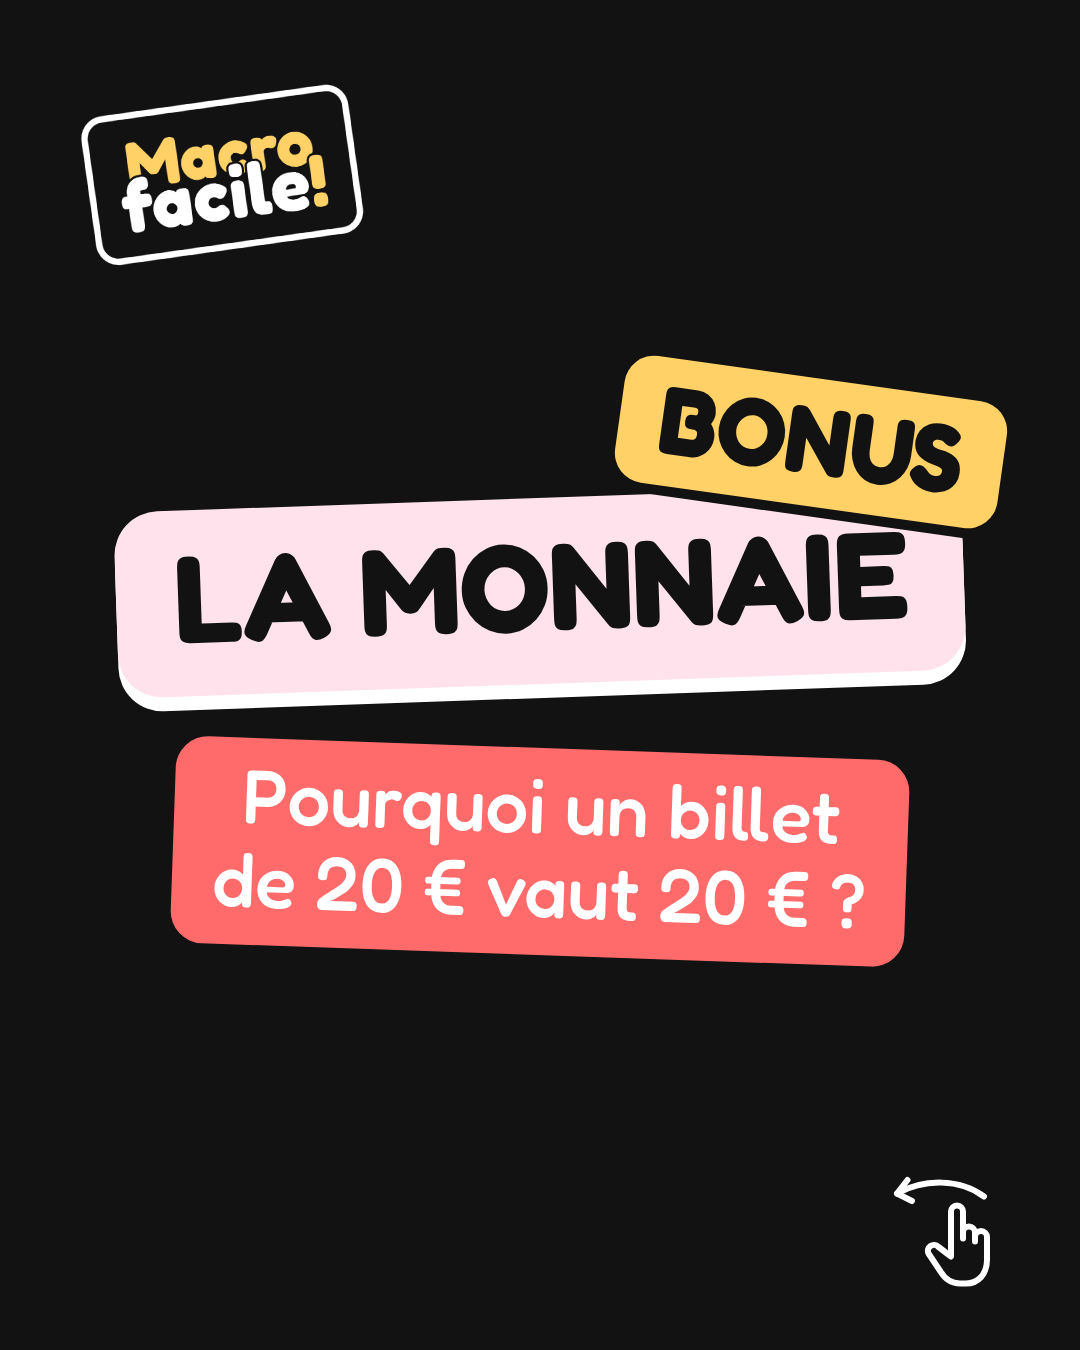 Macro
facile!
BONUS
LA MONNAIE
Pourquoi un billet
de 20 € vaut 20 € ?